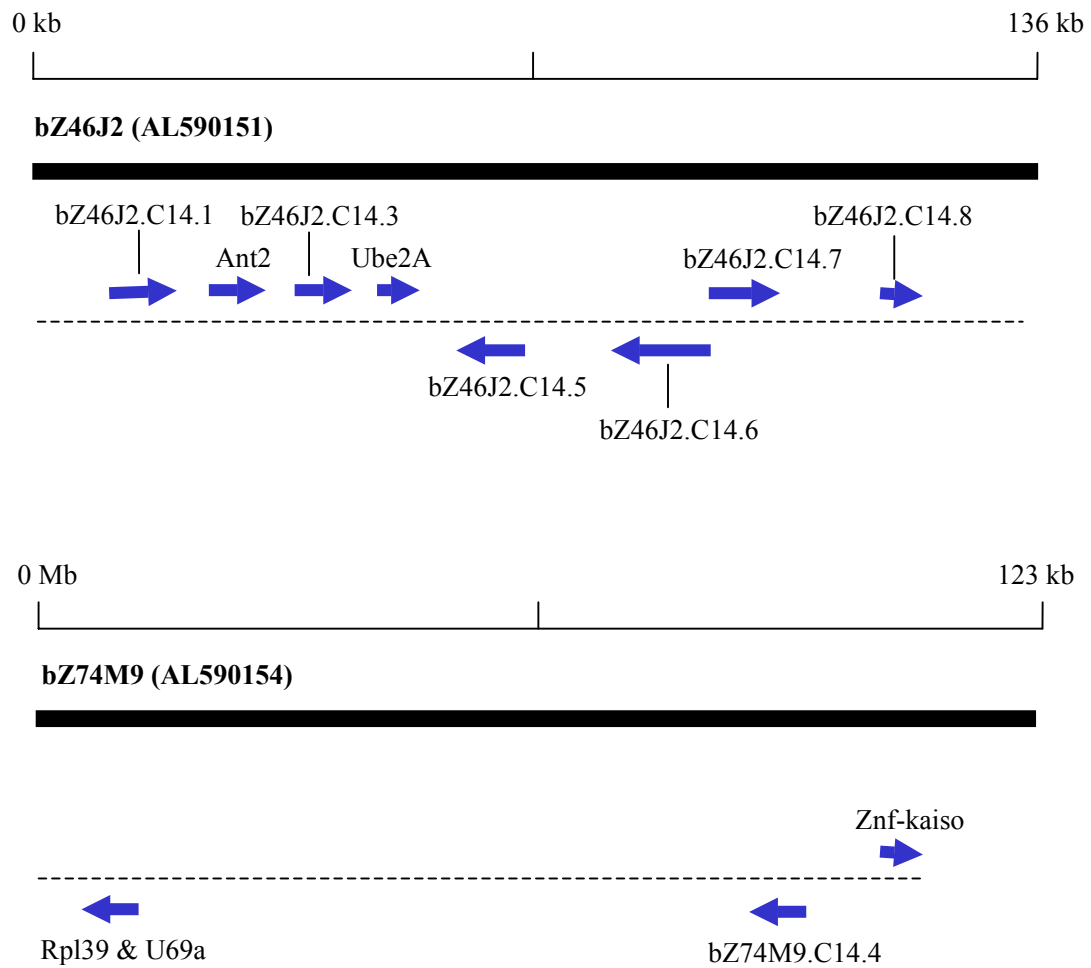 0 kb 136 kb
bZ46J2 (AL590151)
bZ46J2.C14.1 bZ46J2.C14.3 bZ46J2.C14.8
Ant2 Ube2A bZ46J2.C14.7
bZ46J2.C14.5
bZ46J2.C14.6
0 Mb 123 kb
bZ74M9 (AL590154)
Znf-kaiso
Rpl39 & U69a bZ74M9.C14.4